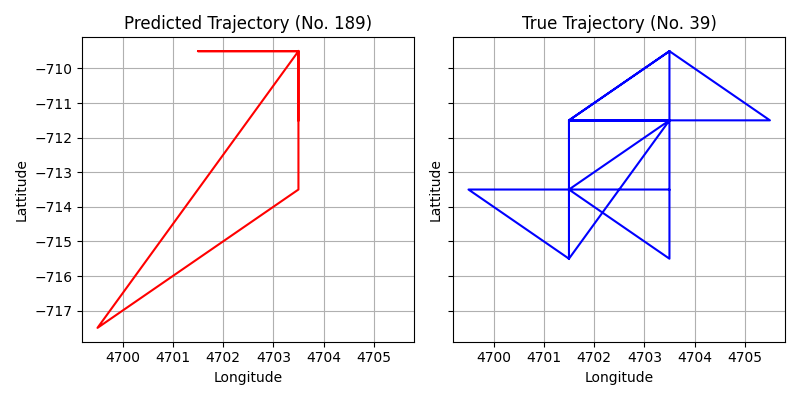 Predicted Trajectory (No. 189)
True Trajectory (No. 39)
−710
−711
−712
−713
−714
−715
−716
−717
Lattitude
Lattitude
4700 4701 4702 4703 4704 4705
4700 4701 4702 4703 4704 4705
Longitude
Longitude